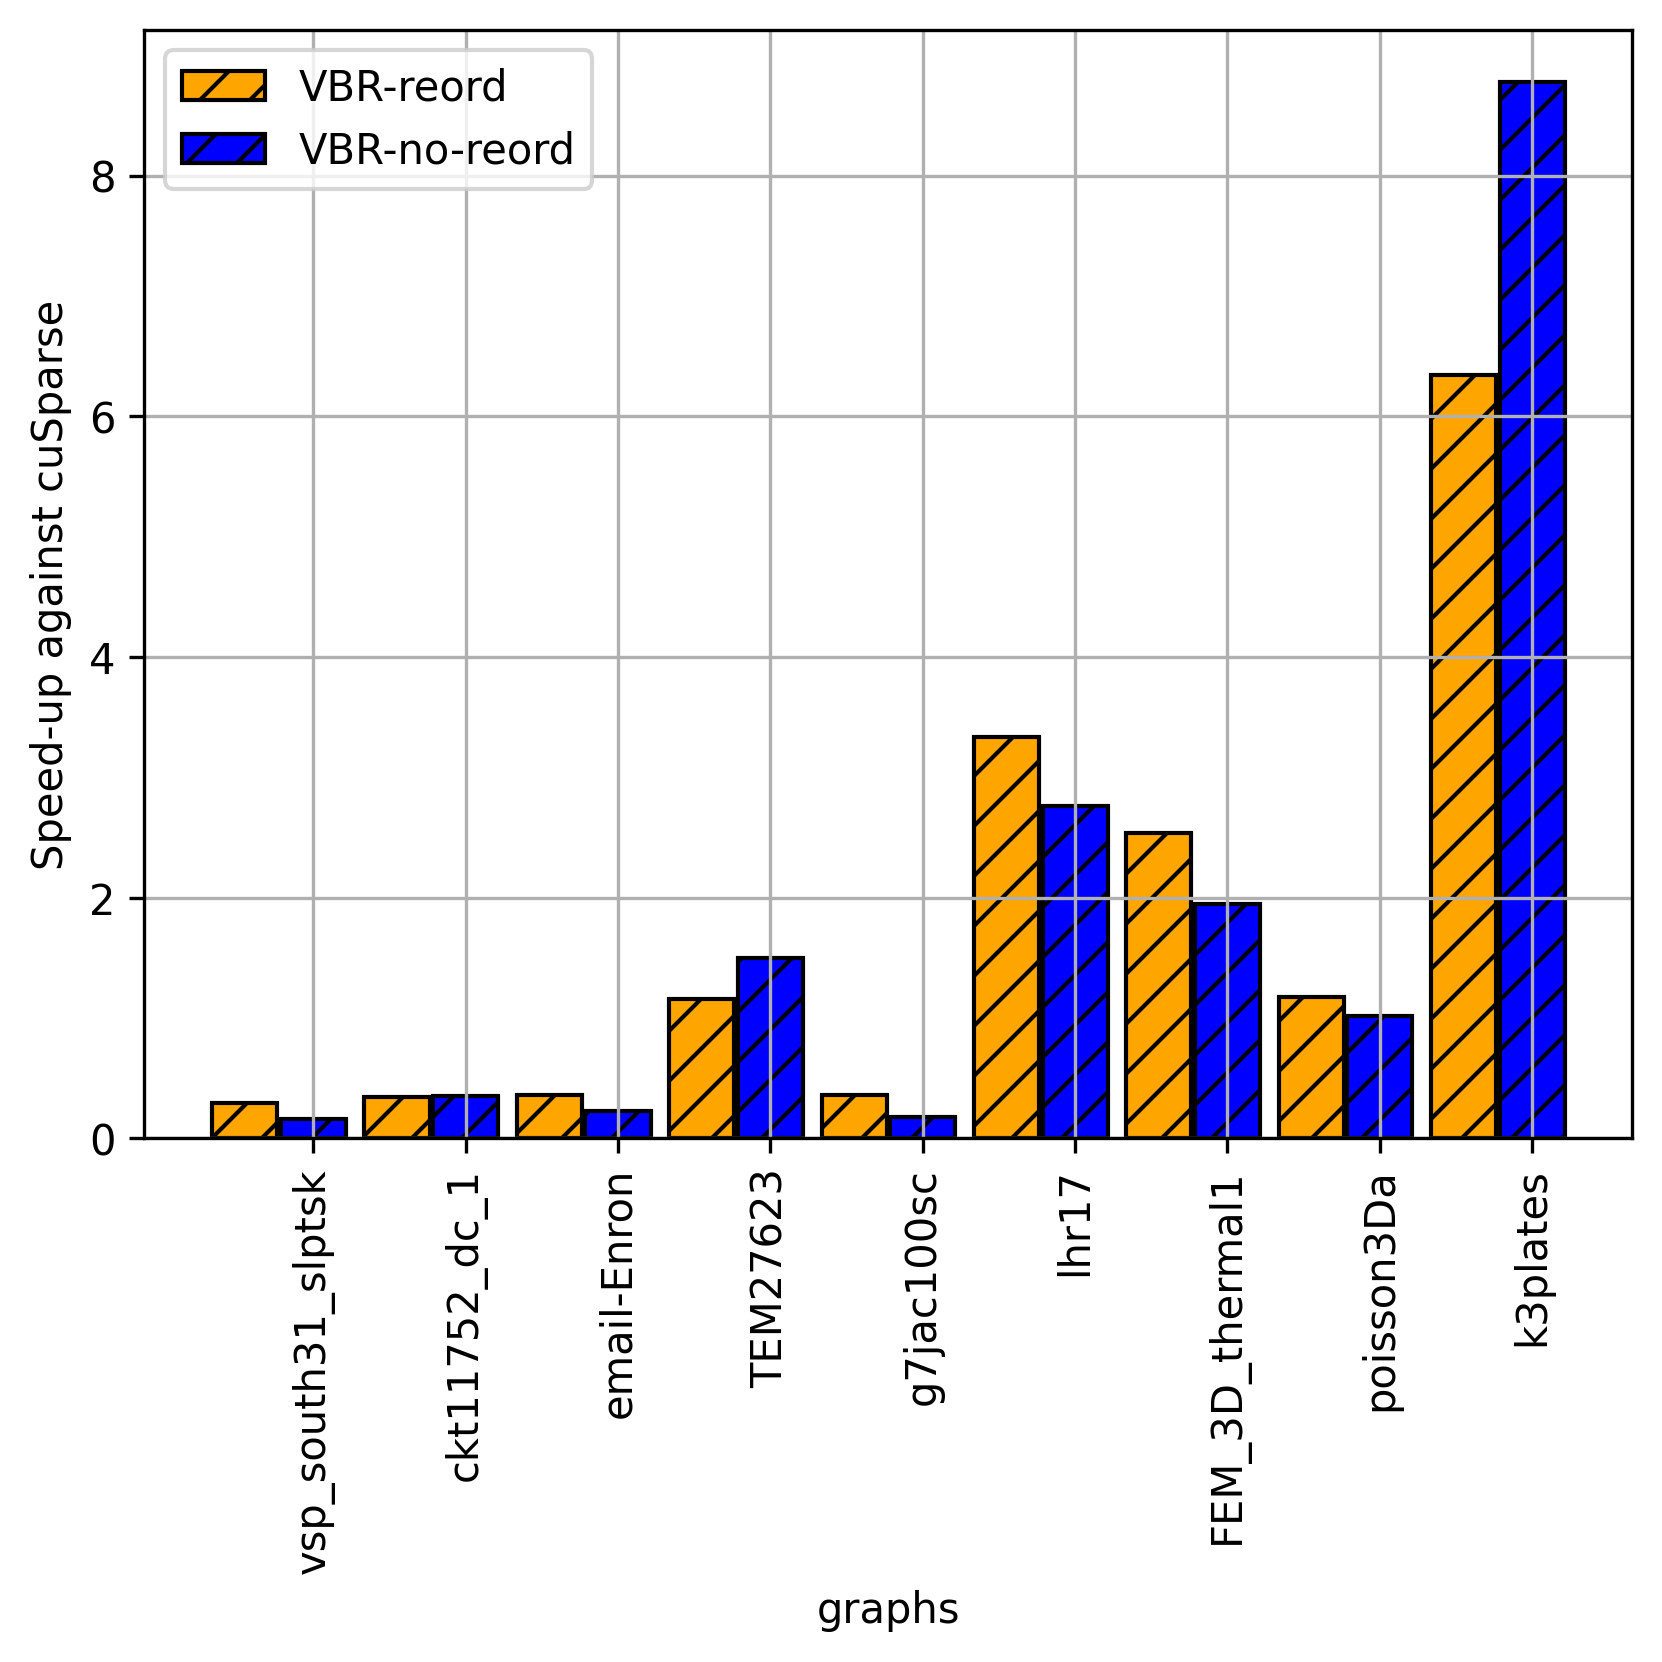 VBR-reord
VBR-no-reord
Speed-up against cuSparse
8
6
4
2
0
vsp_south31_slptsk
ckt11752_dc_1
email-Enron
TEM27623
g7jac100sc
lhr17
FEM_3D_thermal1
poisson3Da
k3plates
graphs